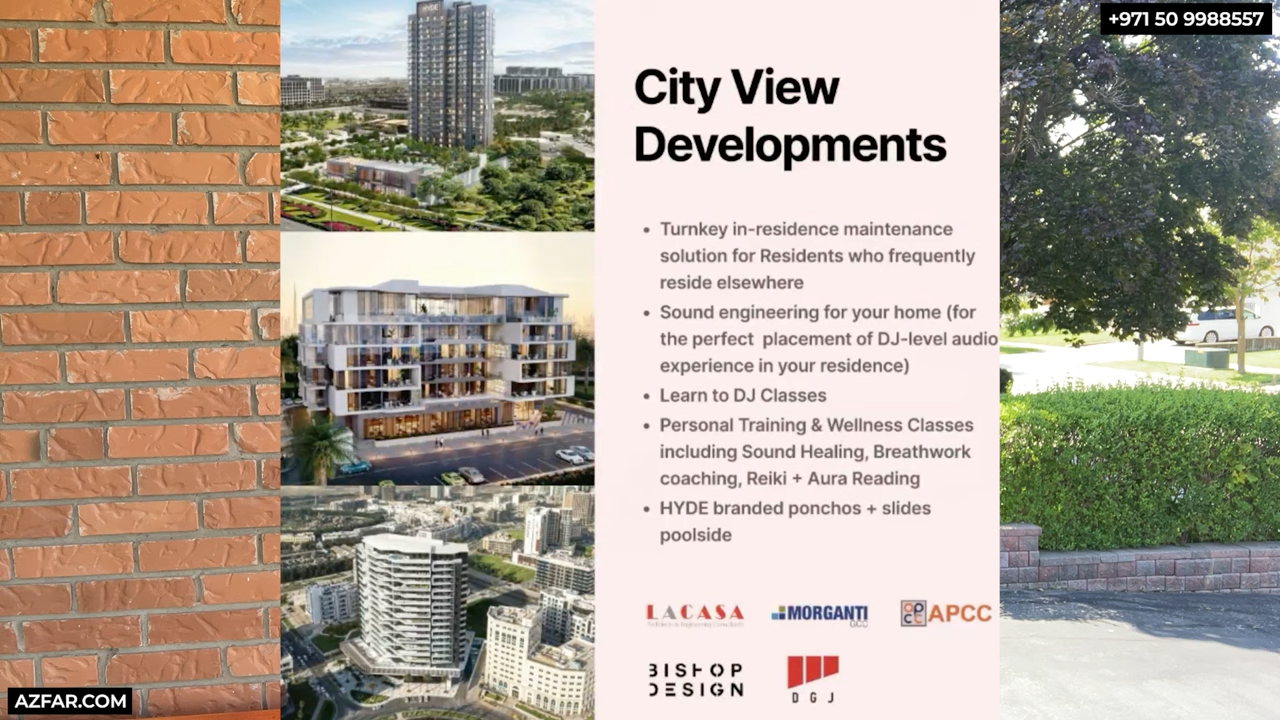 +971 50 9988557
HYDE
City View
Developments
• Turnkey in-residence maintenance
solution for Residents who frequently
reside elsewhere
• Sound engineering for your home (for
the perfect placement of DJ-level audio
experience in your residence)
• Learn to DJ Classes
• Personal Training & Wellness Classes
including Sound Healing, Breathwork
coaching, Reiki + Aura Reading
• HYDE branded ponchos + slides
poolside
LACASA
MORGANTI
GCC
apcc APCC
BISHOP
DESIGN
DGJ
AZFAR.COM